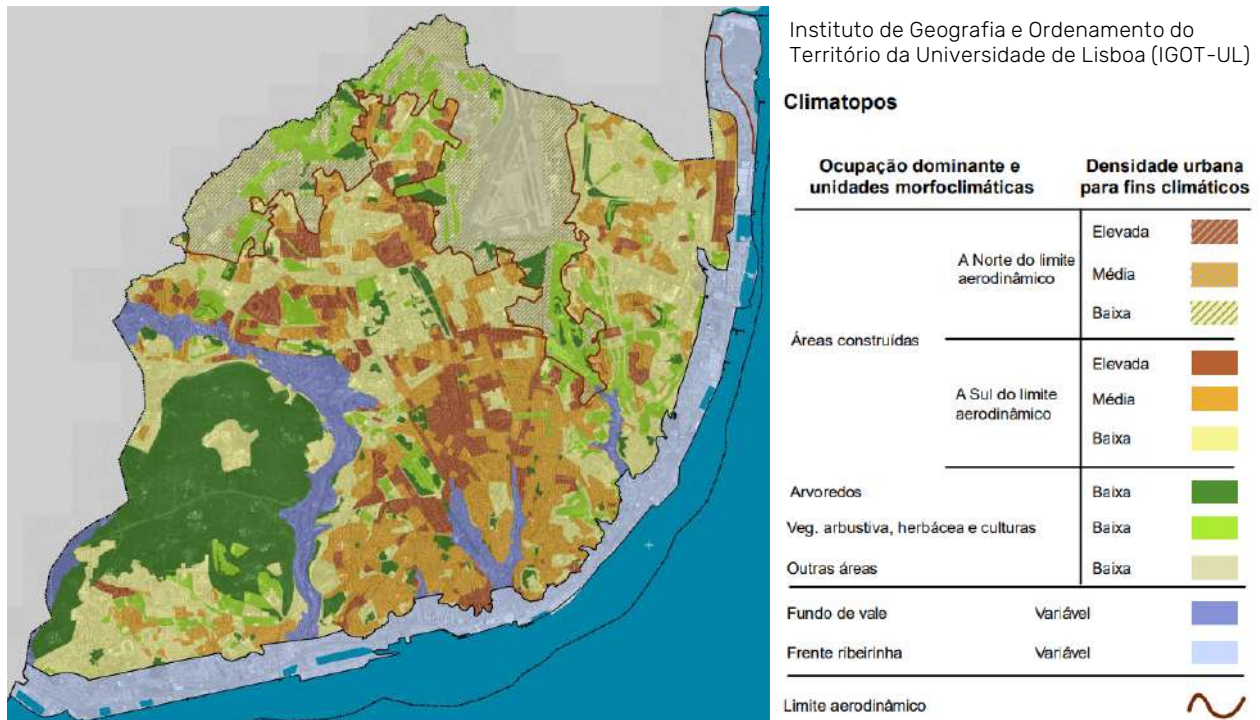 Instituto de Geografia e Ordenamento do
Território da Universidade de Lisboa (IGOT-UL)
Climatopos
Ocupação dominante e
unidades morfoclimáticas
Densidade urbana
para fins climáticos
Áreas construídas
A Norte do limite
aerodinâmico
Elevada
Média
Baixa
A Sul do limite
aerodinâmico
Elevada
Média
Baixa
Arvoredos
Baixa
Veg. arbustiva, herbácea e culturas
Baixa
Outras áreas
Baixa
Fundo de vale
Variável
Frente ribeirinha
Variável
Limite aerodinâmico